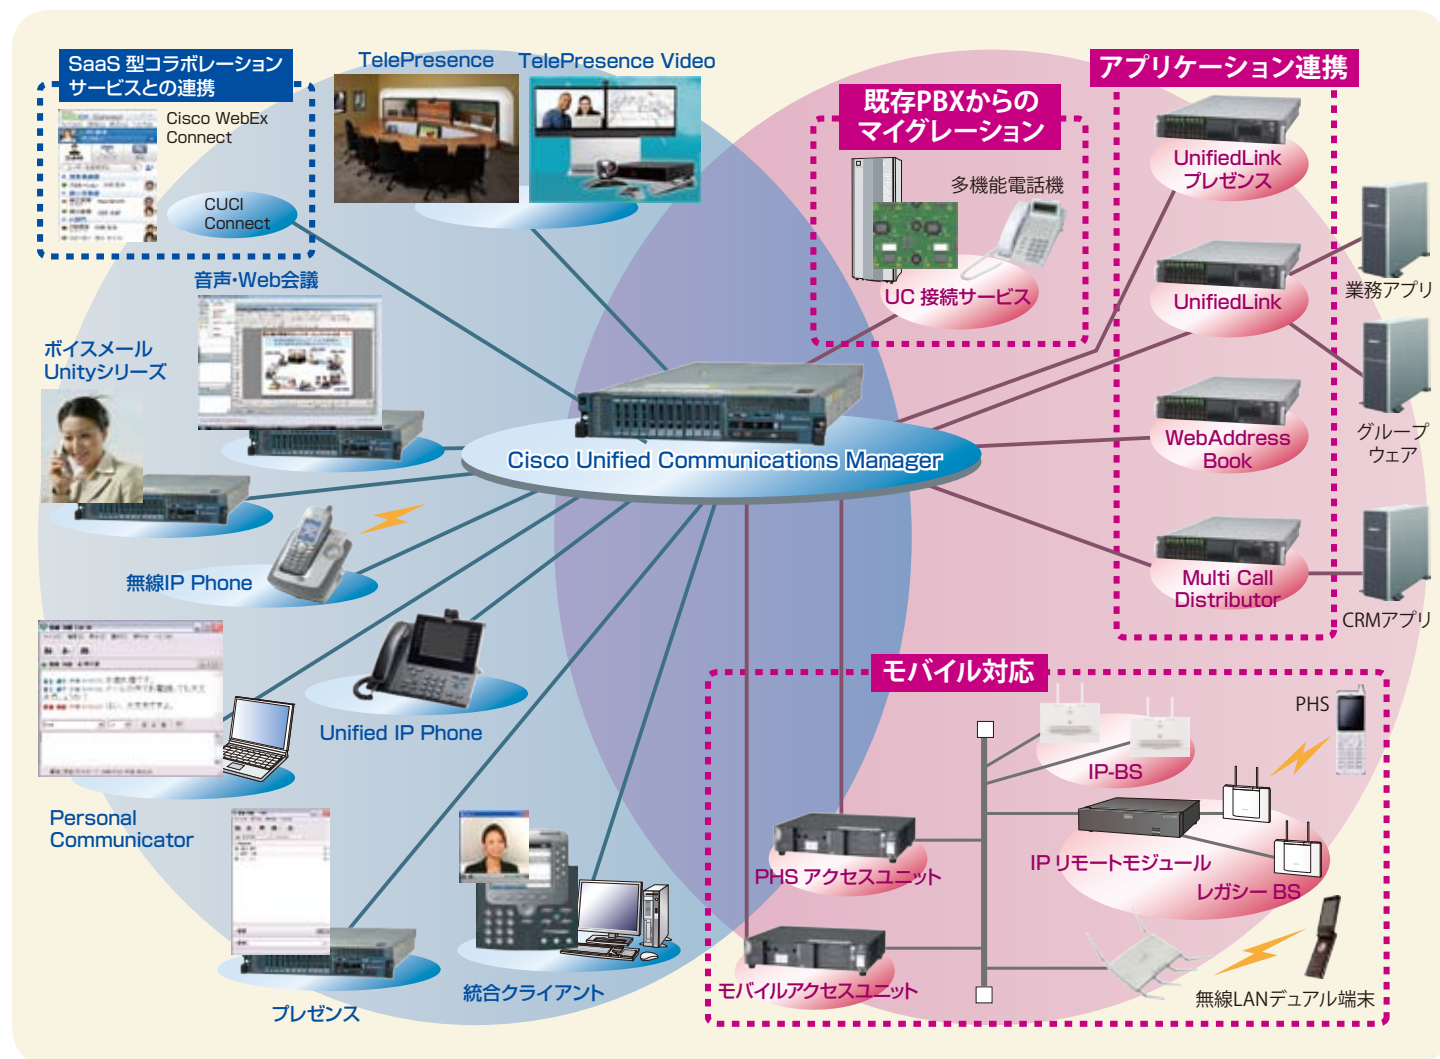 SaaS 型コラボレーション
サービスとの連携
Cisco WebEx
Connect
CUCI
Connect
TelePresence
TelePresence Video
既存PBXからの
マイグレーション
多機能電話機
UC 接続サービス
アプリケーション連携
UnifiedLink
プレゼンス
UnifiedLink
業務アプリ
グループ
ウェア
WebAddress
Book
Multi Call
Distributor
CRMアプリ
音声・Web会議
ボイスメール
Unityシリーズ
Cisco Unified Communications Manager
無線IP Phone
Unified IP Phone
Personal
Communicator
プレゼンス
統合クライアント
モバイル対応
PHS
IP-BS
IP リモートモジュール
レガシー BS
PHS アクセスユニット
モバイルアクセスユニット
無線LANデュアル端末